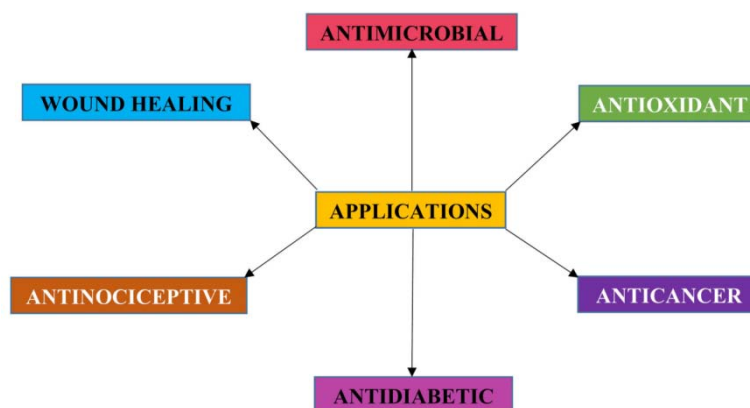 ANTIMICROBIAL
WOUND HEALING
ANTIOXIDANT
APPLICATIONS
ANTINOCICEPTIVE
ANTICANCER
ANTIDIABETIC